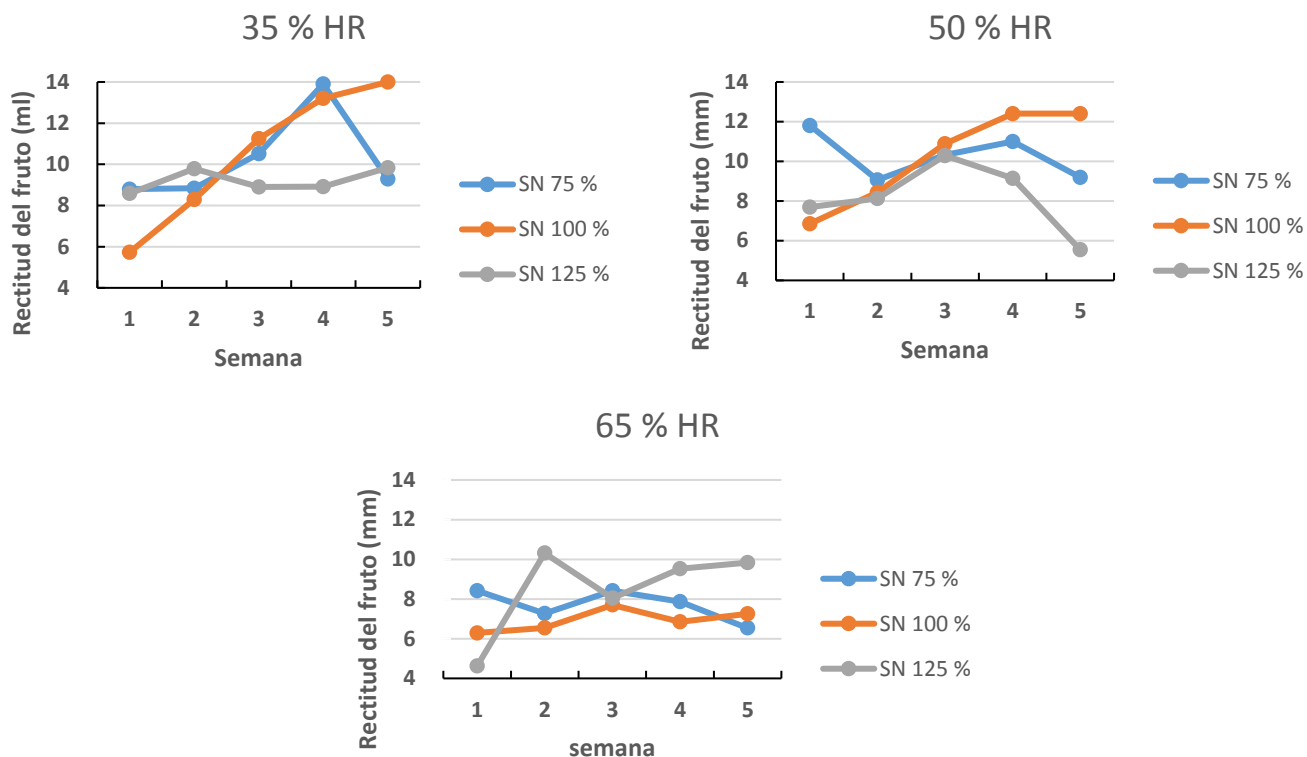 35 % HR
Rectitud del fruto (ml)
14
12
10
8
6
4
1 2 3 4 5
Semana
SN 75 %
SN 100 %
SN 125 %
50 % HR
Rectitud del fruto (mm)
14
12
10
8
6
4
1 2 3 4 5
Semana
SN 75 %
SN 100 %
SN 125 %
65 % HR
Rectitud del fruto (mm)
14
12
10
8
6
4
1 2 3 4 5
semana
SN 75 %
SN 100 %
SN 125 %